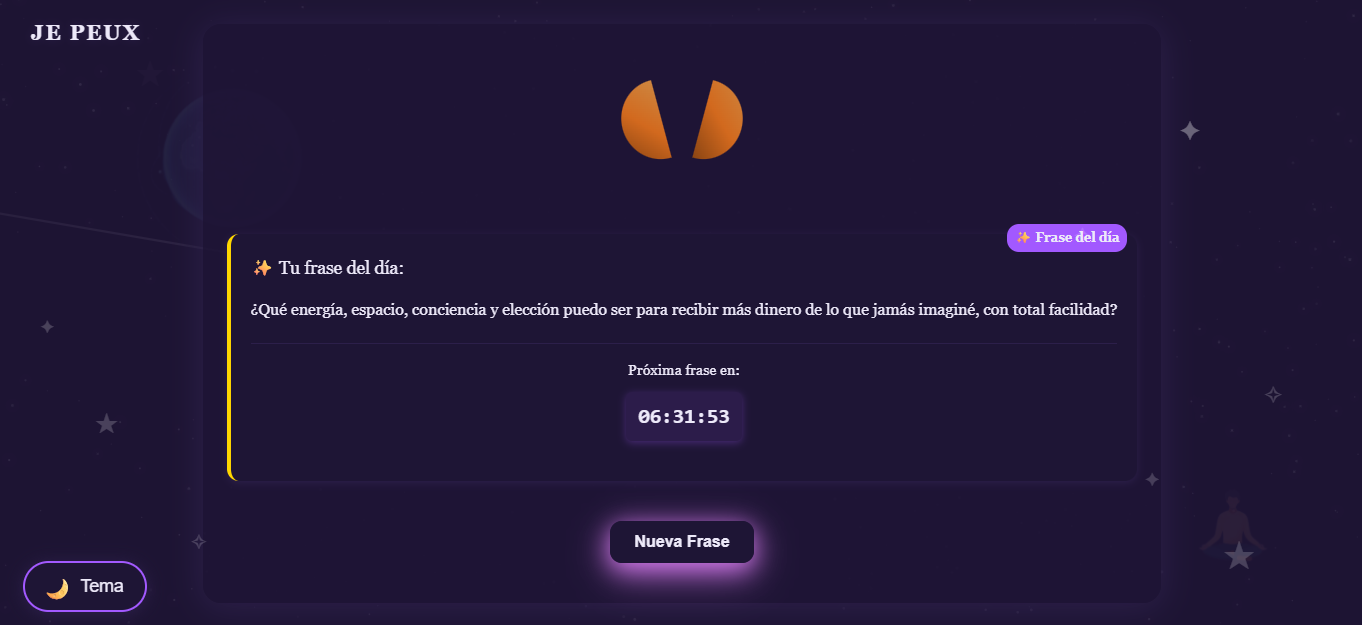 JE PEUX
✨ Frase del día
✨ Tu frase del día:
¿Qué energía, espacio, conciencia y elección puedo ser para recibir más dinero de lo que jamás imaginé, con total facilidad?
Próxima frase en:
06:31:53
Nueva Frase
🌙 Tema